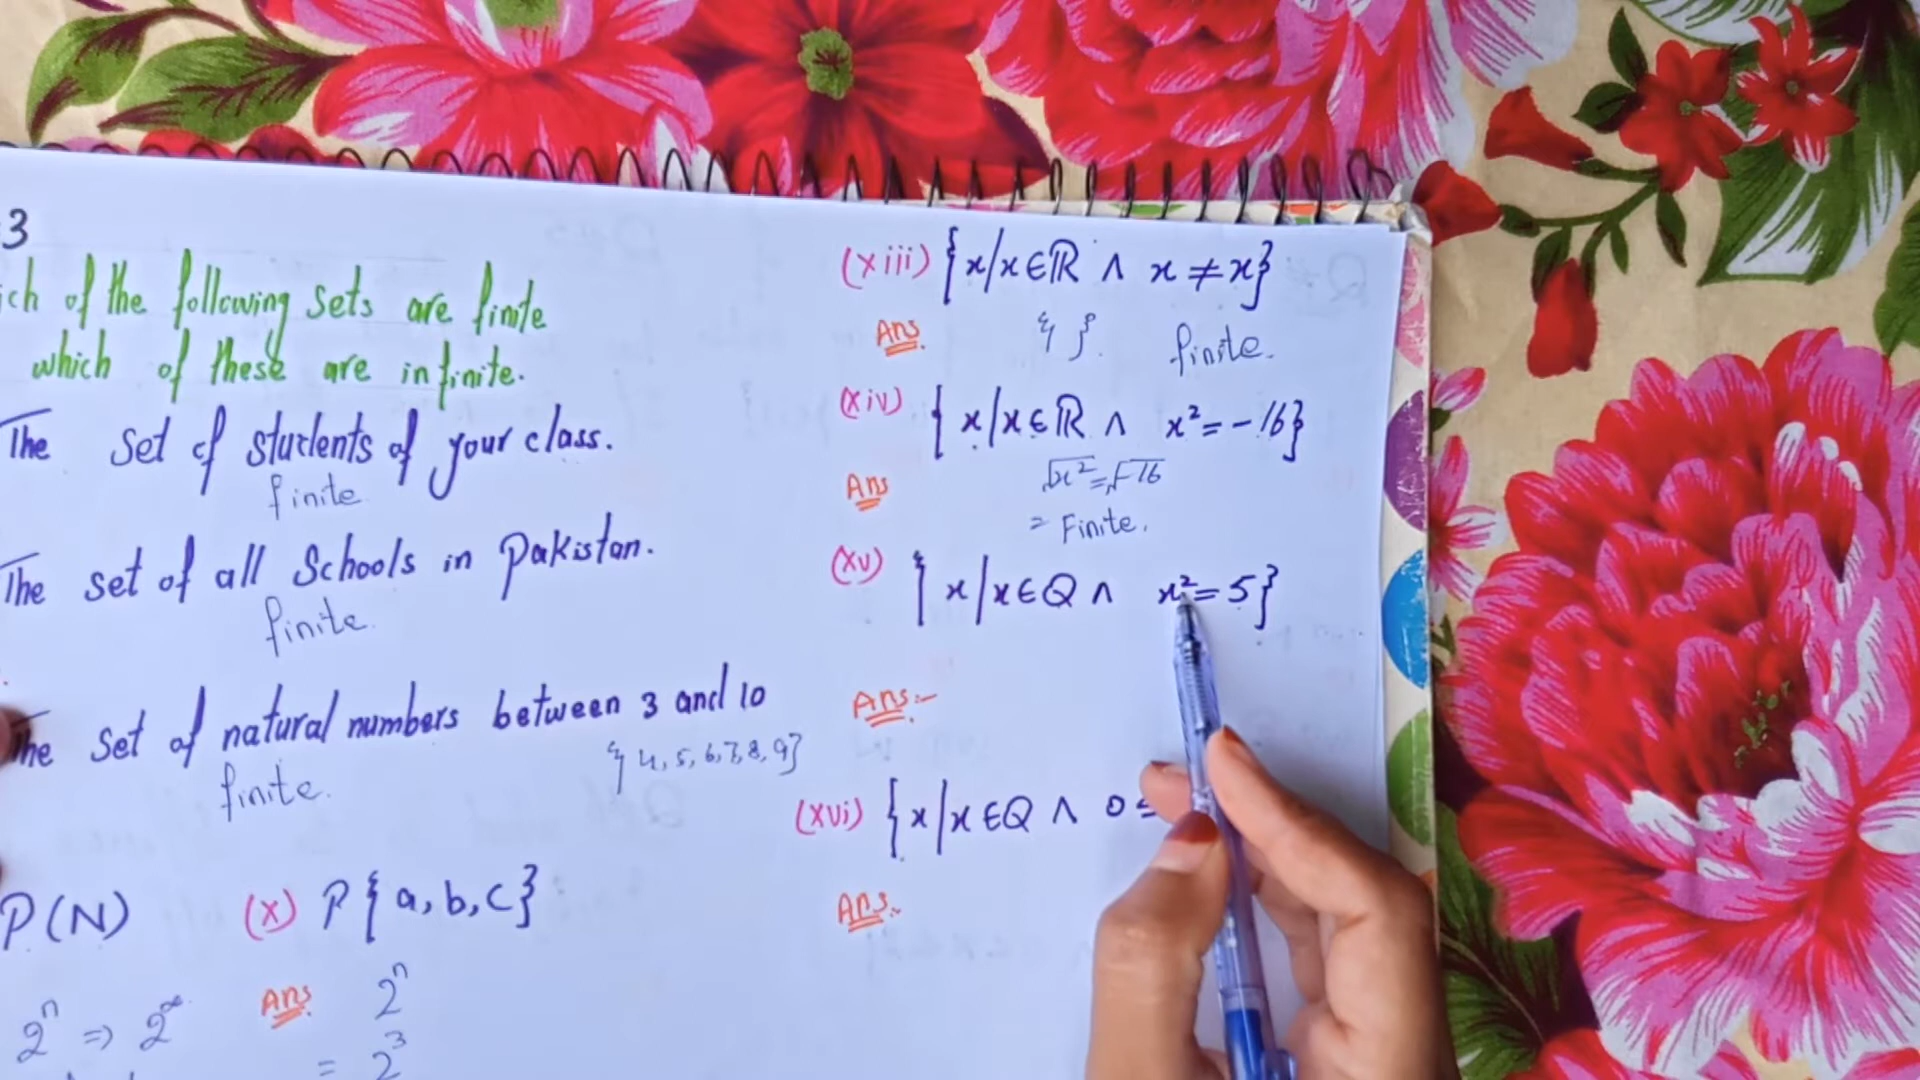 3
ich of the following sets are finite
which of these are infinite.
The set of students of your class.
finite
The set of all Schools in Pakistan.
finite.
The set of natural numbers between 3 and 10
{4, 5, 6, 7, 8, 9}
finite.
P(N)
2ⁿ ⇒ 2^∞
(x) P{a, b, c}
Ans 2ⁿ
= 2³
(xiii) {x/x ∈ ℝ ∧ x ≠ x}
Ans. { }. finite.
(xiv) {x/x ∈ ℝ ∧ x² = -16}
Ans √x² = √-16
= Finite.
(xv) {x/x ∈ Q ∧ x² = 5}
Ans:-
(xvi) {x/x ∈ Q ∧ 0 ≤
Ans:-